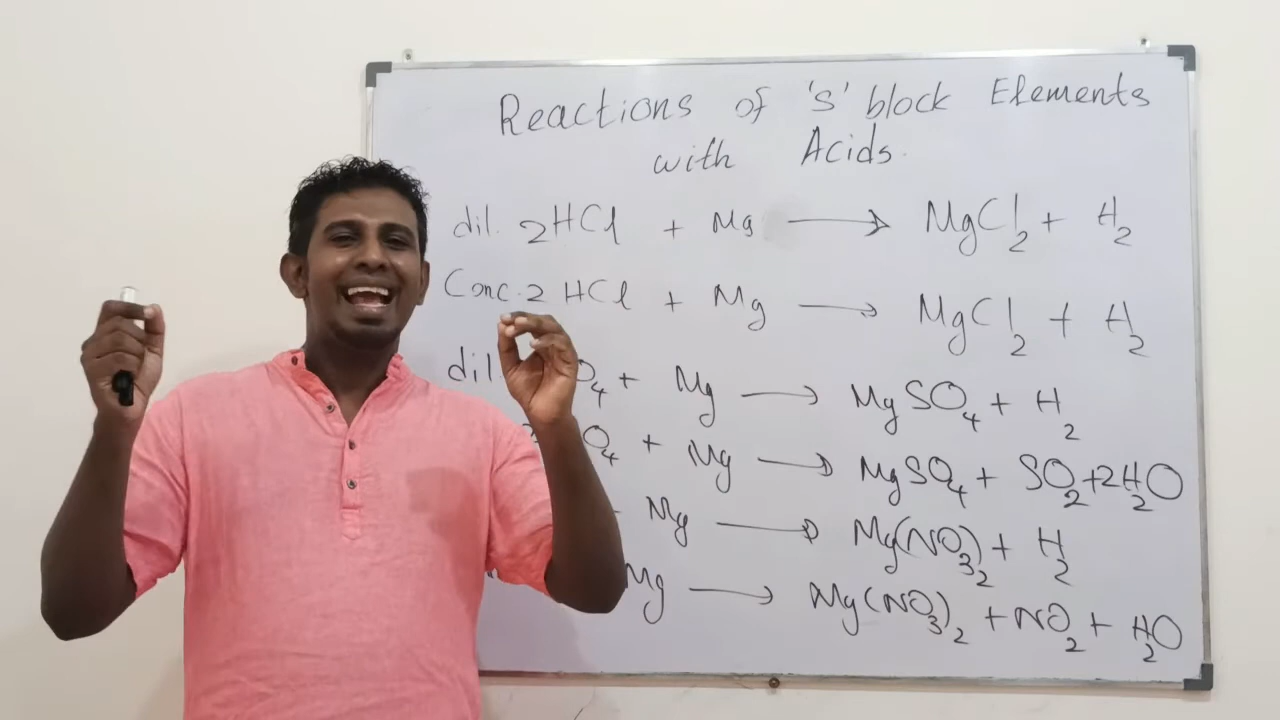 Reactions of 's' block Elements
with Acids.
dil. 2HCl + Mg ⟶ MgCl₂ + H₂
Conc. 2HCl + Mg ⟶ MgCl₂ + H₂
dil O₄ + Mg ⟶ MgSO₄ + H₂
O₄ + Mg ⟶ MgSO₄ + SO₂+2H₂O
Mg ⟶ Mg(NO₃)₂ + H₂
Mg ⟶ Mg(NO₃)₂ + NO₂ + H₂O